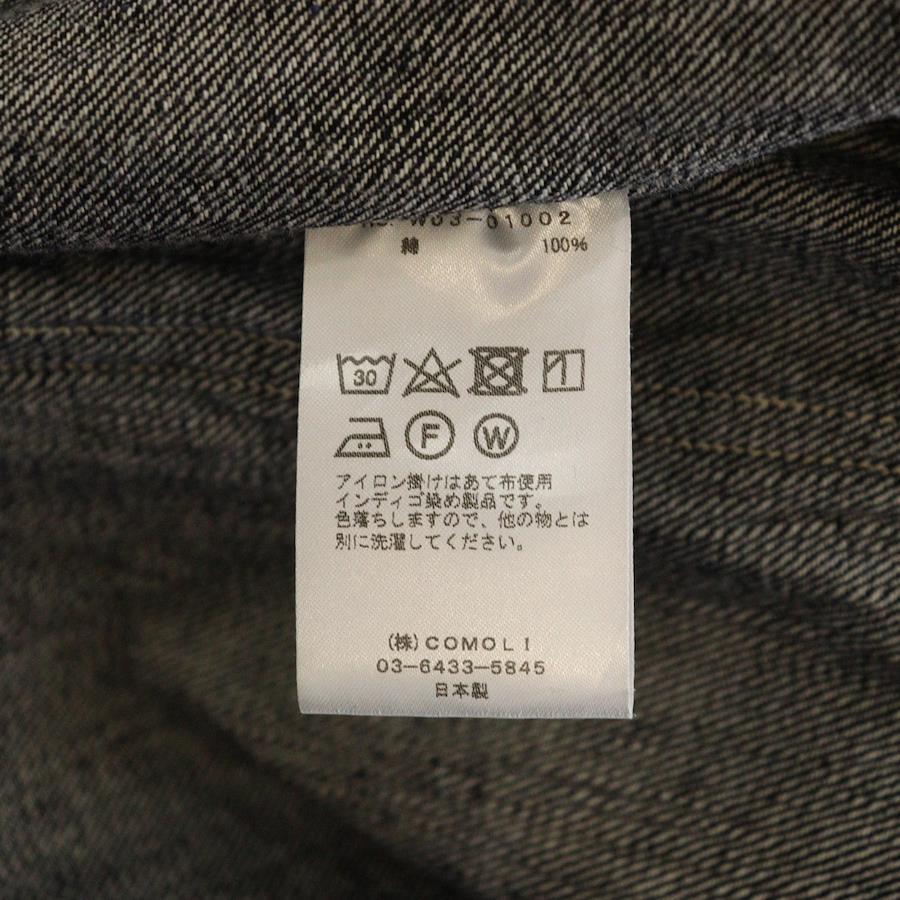 W03-01002
綿 100%
30
F W
アイロン掛けはあて布使用
インディゴ染め製品です。
色落ちしますので、他の物とは
別に洗濯してください。
(株)COMOLI
03-6433-5845
日本製